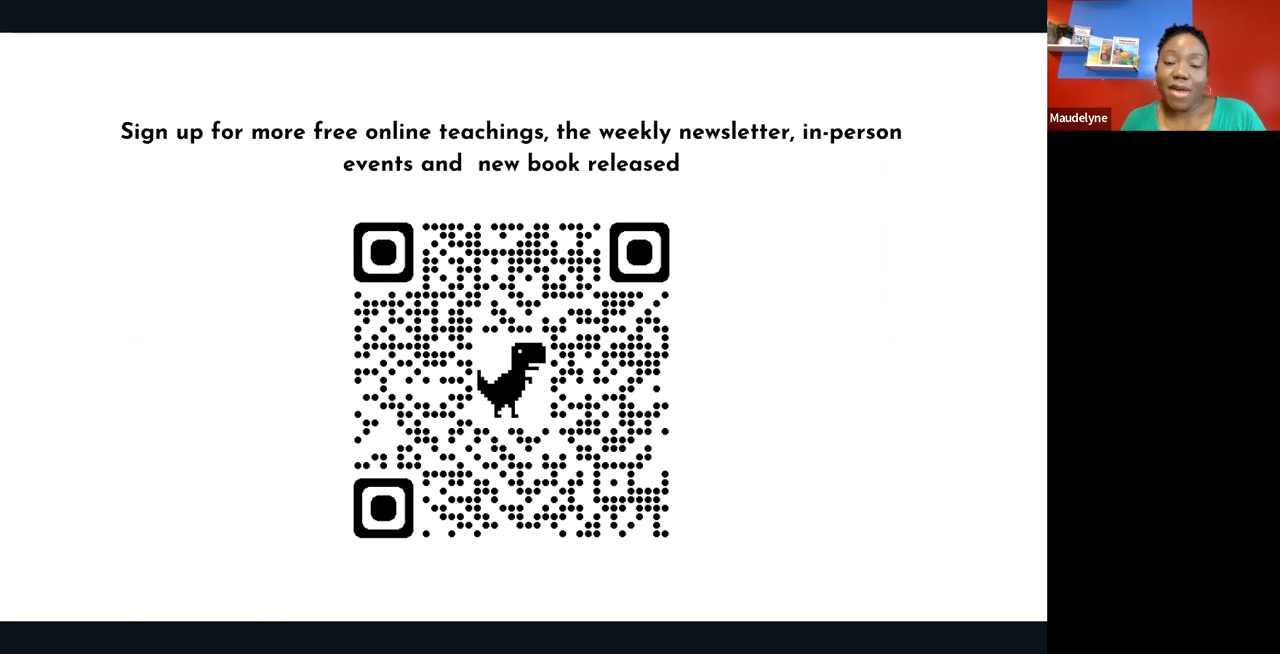 Sign up for more free online teachings, the weekly newsletter, in-person
events and  new book released
Maudelyne